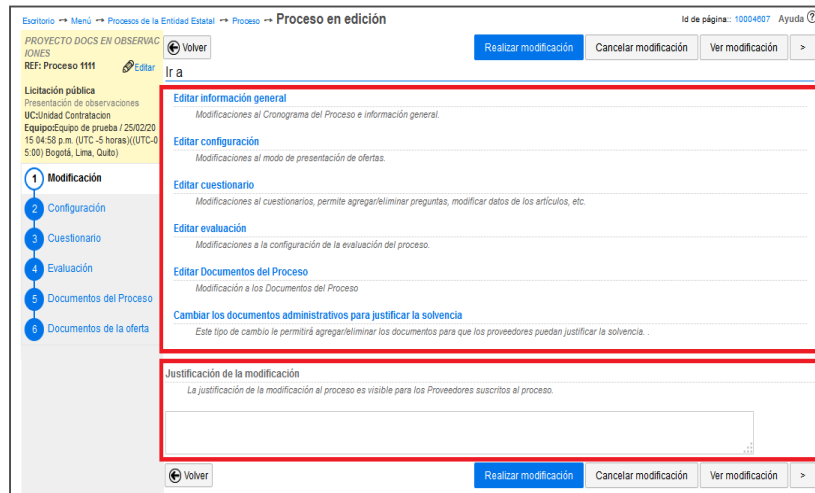 Escritorio → Menú → Procesos de la Entidad Estatal → Proceso → Proceso en edición
Id de página:: 10004607 Ayuda ?
PROYECTO DOCS EN OBSERVAC
IONES
REF: Proceso 1111 Editar
Licitación pública
Presentación de observaciones
UC:Unidad Contratacion
Equipo:Equipo de prueba / 25/02/20
15 04:58 p.m. (UTC -5 horas)((UTC-0
5:00) Bogotá, Lima, Quito)
1 Modificación
2 Configuración
3 Cuestionario
4 Evaluación
5 Documentos del Proceso
6 Documentos de la oferta
Volver
Realizar modificación Cancelar modificación Ver modificación >
Ir a
Editar información general
Modificaciones al Cronograma del Proceso e información general.
Editar configuración
Modificaciones al modo de presentación de ofertas.
Editar cuestionario
Modificaciones al cuestionarios, permite agregar/eliminar preguntas, modificar datos de los artículos, etc.
Editar evaluación
Modificaciones a la configuración de la evaluación del proceso.
Editar Documentos del Proceso
Modificación a los Documentos del Proceso
Cambiar los documentos administrativos para justificar la solvencia
Este tipo de cambio le permitirá agregar/eliminar los documentos para que los proveedores puedan justificar la solvencia. .
Justificación de la modificación
La justificación de la modificación al proceso es visible para los Proveedores suscritos al proceso.
Volver
Realizar modificación Cancelar modificación Ver modificación >